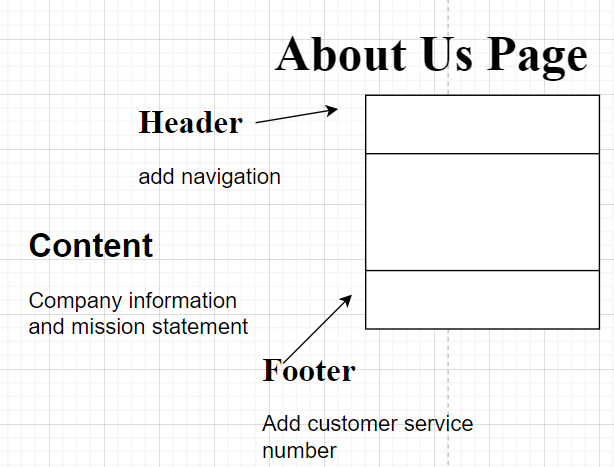 About Us Page
Header
add navigation
Content
Company information
and mission statement
Footer
Add customer service
number